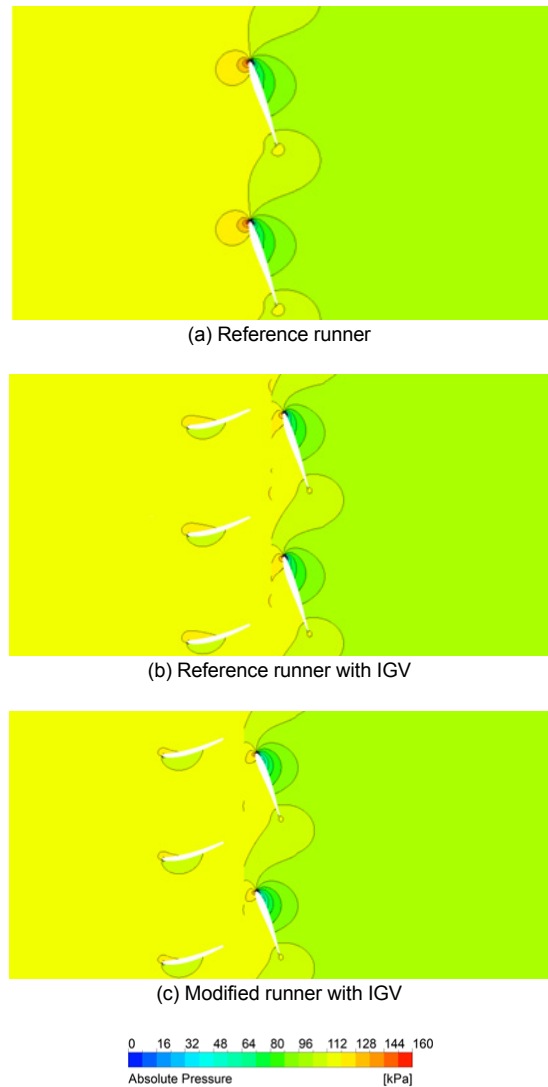 (a) Reference runner
(b) Reference runner with IGV
(c) Modified runner with IGV
0 16 32 48 64 80 96 112 128 144 160
Absolute Pressure [kPa]